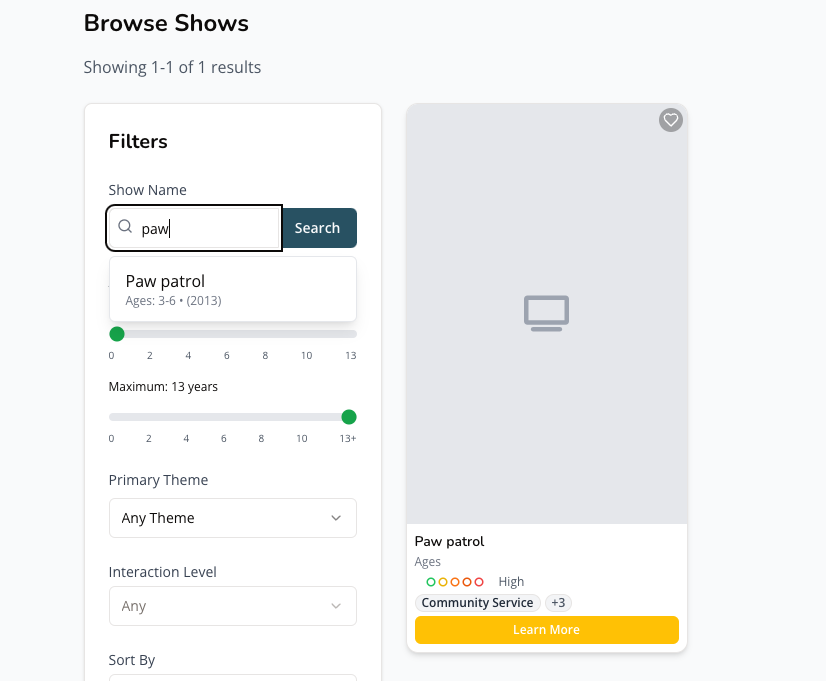 Browse Shows
Showing 1-1 of 1 results
Filters
Show Name
paw
Search
Paw patrol
Ages: 3-6 • (2013)
0 2 4 6 8 10 13
Maximum: 13 years
0 2 4 6 8 10 13+
Primary Theme
Any Theme
Interaction Level
Any
Sort By
Paw patrol
Ages
High
Community Service
+3
Learn More